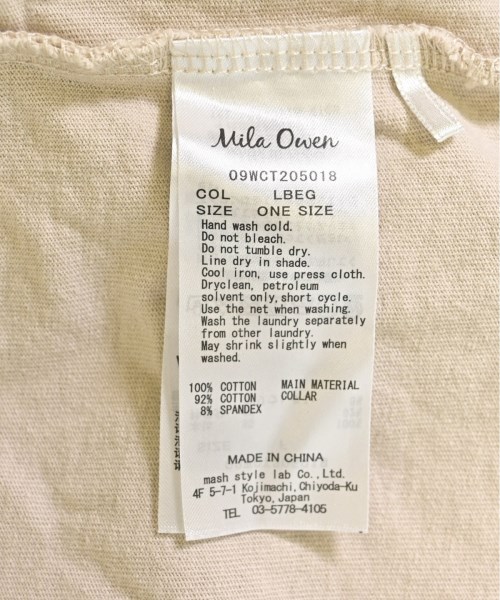 Mila Owen
09WCT205018
COL LBEG
SIZE ONE SIZE
Hand wash cold.
Do not bleach.
Do not tumble dry.
Line dry in shade.
Cool iron, use press cloth.
Dryclean, petroleum
solvent only, short cycle.
Use the net when washing.
Wash the laundry separately
from other laundry.
May shrink slightly when
washed.
100% COTTON MAIN MATERIAL
92% COTTON COLLAR
8% SPANDEX
MADE IN CHINA
mash style lab Co., Ltd.
4F 5-7-1 Kojimachi, Chiyoda-Ku
Tokyo, Japan
TEL 03-5778-4105